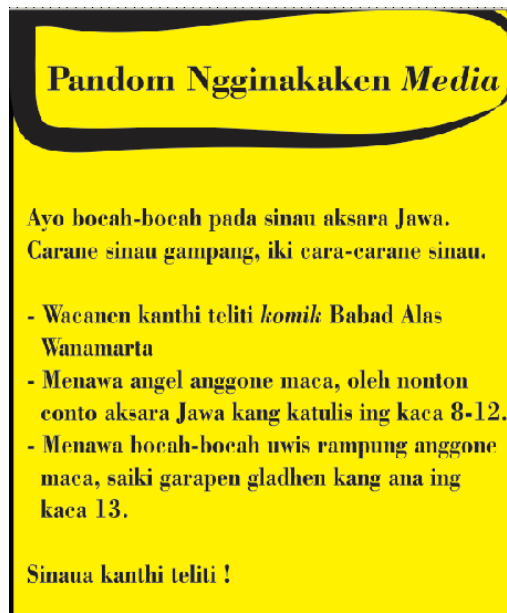 Pandom Ngginakaken Media
Ayo bocah-bocah pada sinau aksara Jawa.
Carane sinau gampang, iki cara-carane sinau.
- Wacanen kanthi teliti komik Babad Alas
Wanamarta
- Menawa angel anggone maca, oleh nonton
conto aksara Jawa kang katulis ing kaca 8-12.
- Menawa bocah-bocah uwis rampung anggone
maca, saiki garapen gladhen kang ana ing
kaca 13.
Sinaua kanthi teliti !